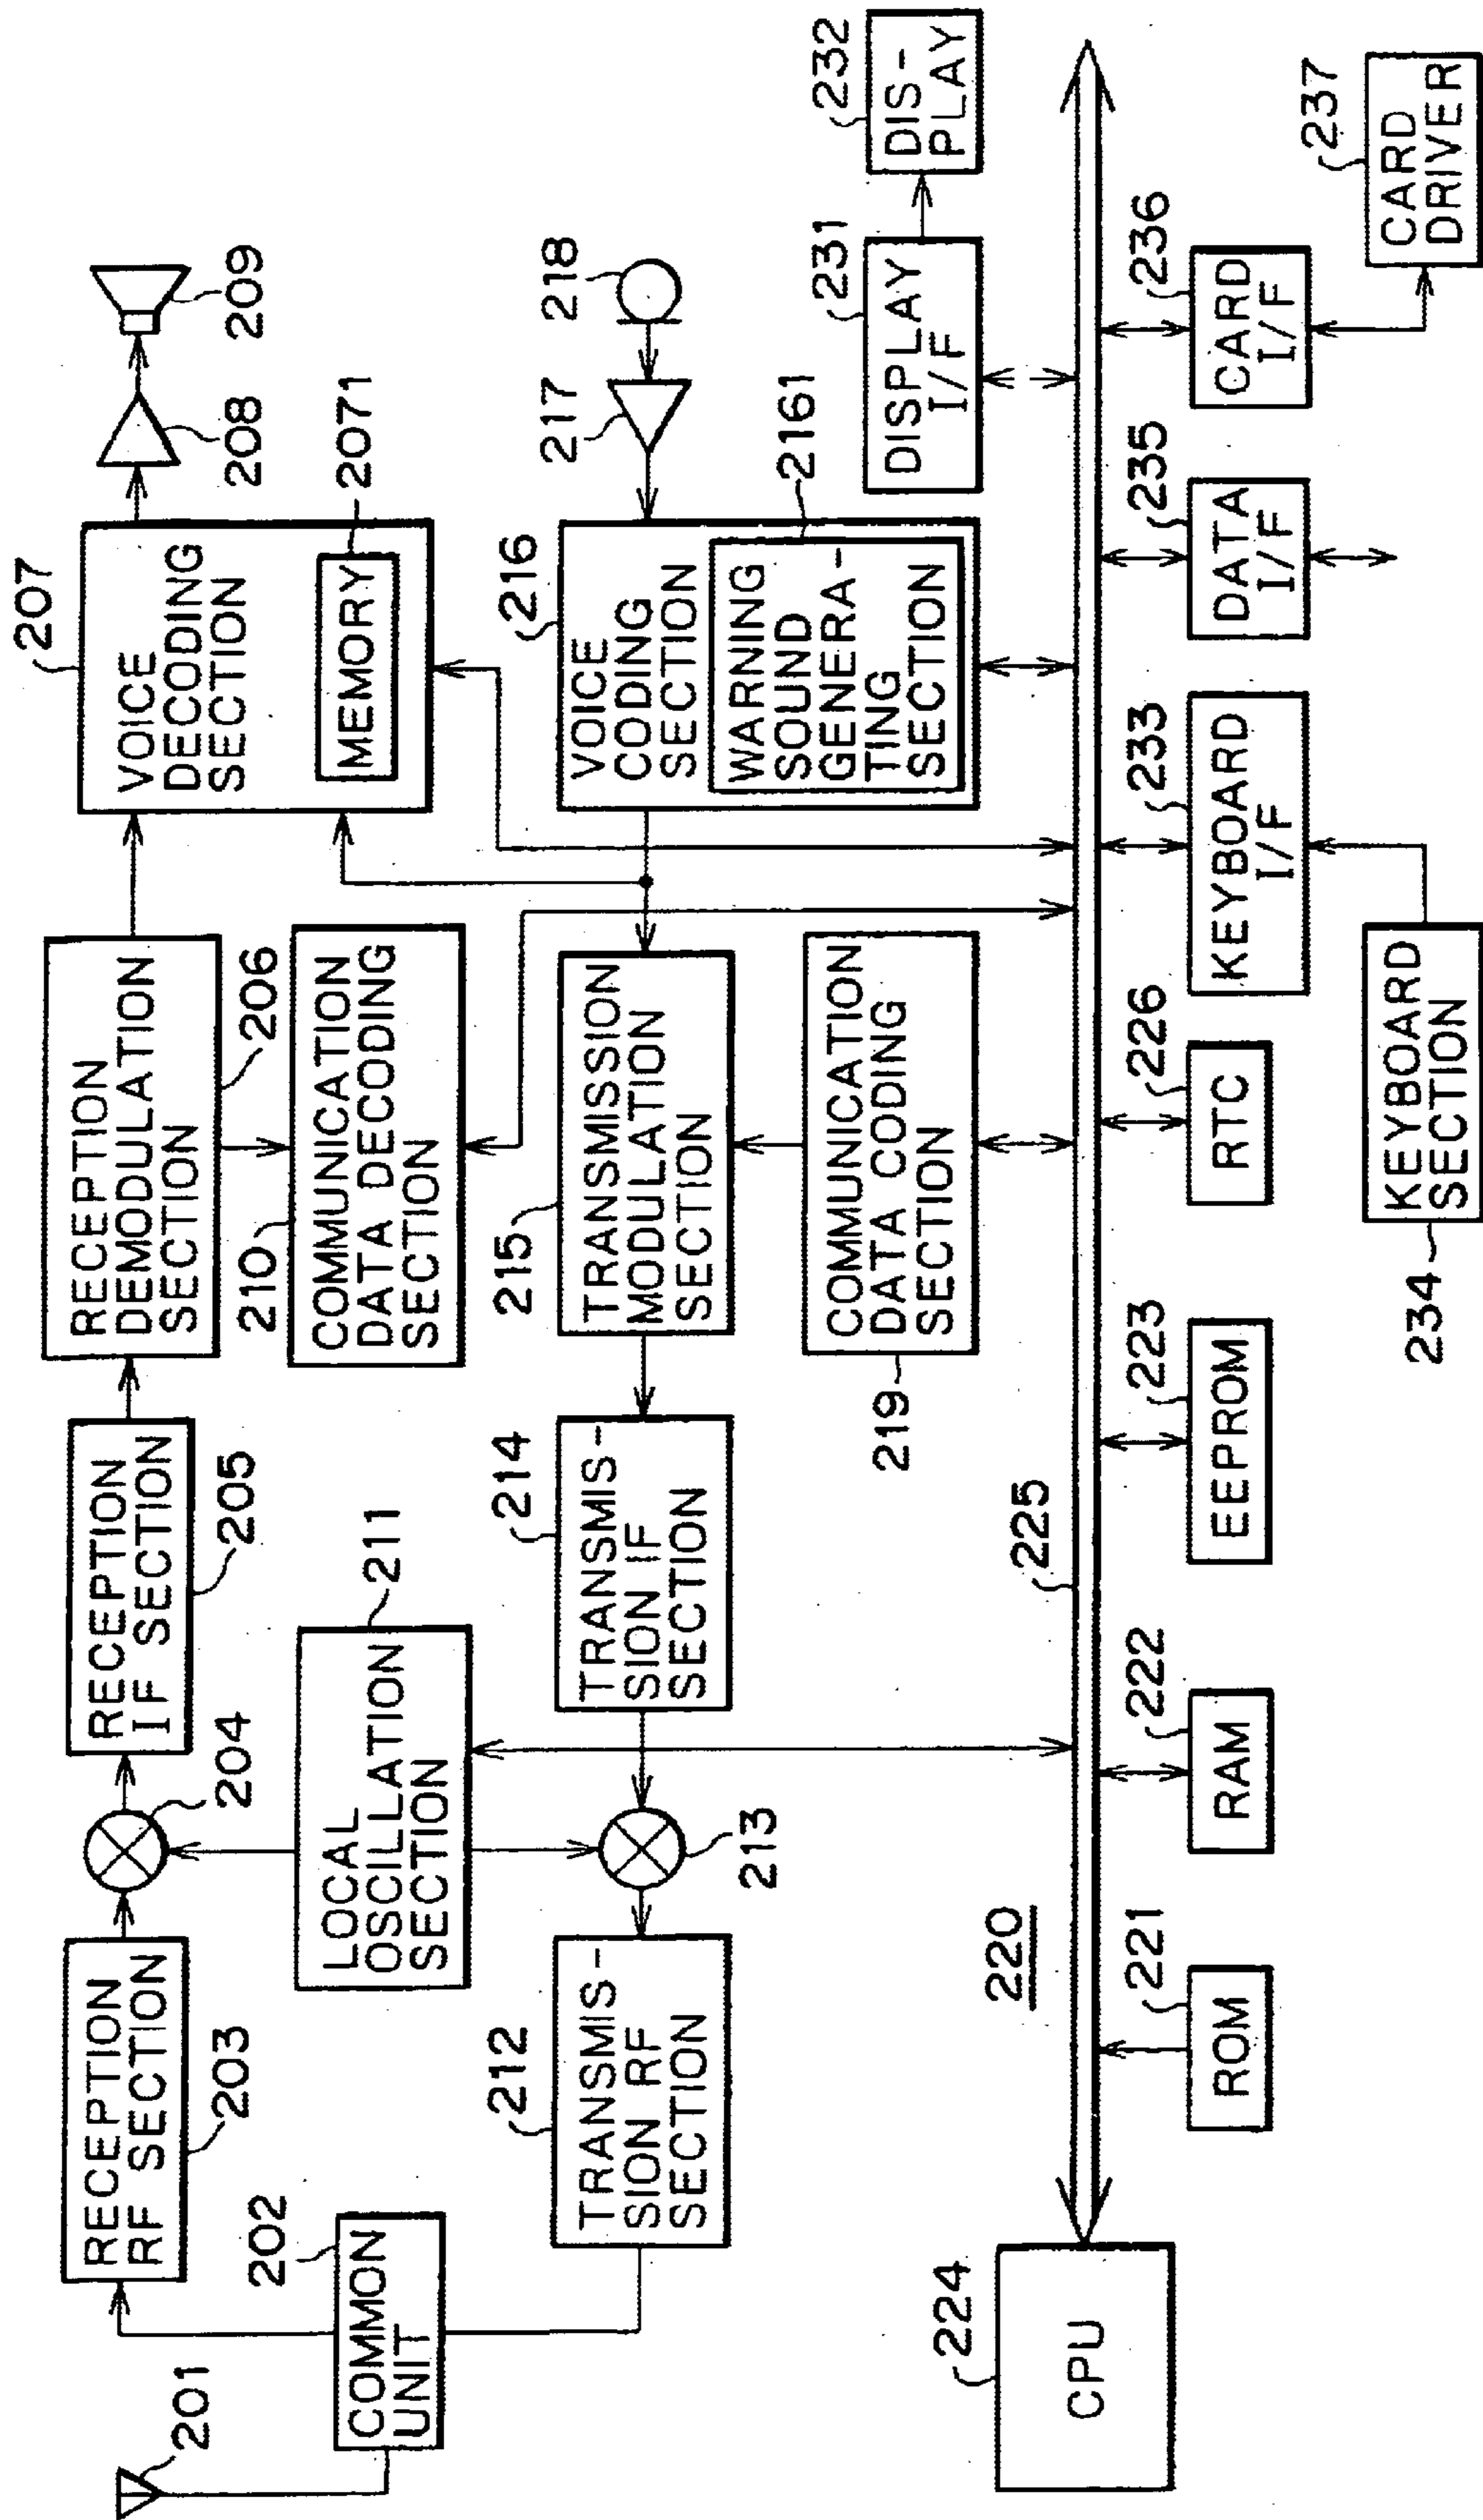 201
COMMON
UNIT
202
RECEPTION
RF SECTION
203
204
RECEPTION
IF SECTION
205
RECEPTION
DEMODULATION
SECTION
206
207
VOICE
DECODING
SECTION
MEMORY
2071
208
209
210
COMMUNICATION
DATA DECODING
SECTION
LOCAL
OSCILLATION
SECTION
211
212
TRANSMIS-
SION RF
SECTION
213
214
TRANSMIS-
SION IF
SECTION
215
TRANSMISSION
MODULATION
SECTION
216
VOICE
CODING
SECTION
WARNING
SOUND
GENERA-
TING
SECTION
2161
217
218
COMMUNICATION
DATA CODING
SECTION
219
231
DISPLAY
I/F
232
DIS-
PLAY
220
225
224
CPU
221
ROM
222
RAM
223
EEPROM
226
RTC
233
KEYBOARD
I/F
234
KEYBOARD
SECTION
235
DATA
I/F
236
CARD
I/F
237
CARD
DRIVER